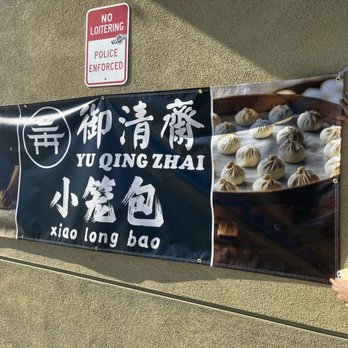 NO
LOITERING
POLICE
ENFORCED
御清齋
YU QING ZHAI
小笼包
xiao long bao